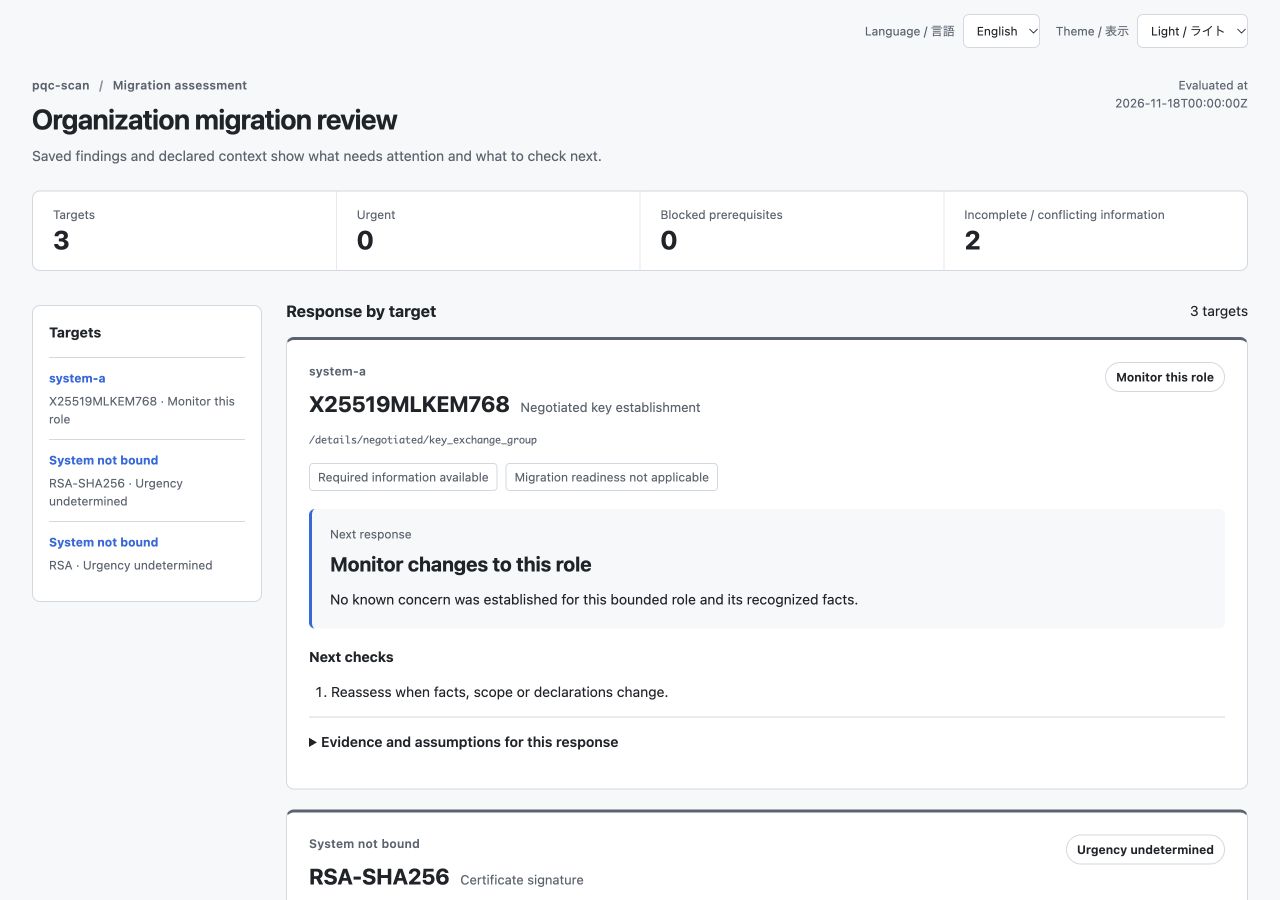 Language / 言語 English Theme / 表示 Light / ライト
pqc-scan / Migration assessment
Evaluated at
2026-11-18T00:00:00Z
Organization migration review
Saved findings and declared context show what needs attention and what to check next.
Targets
3
Urgent
0
Blocked prerequisites
0
Incomplete / conflicting information
2
Targets
system-a
X25519MLKEM768 · Monitor this
role
System not bound
RSA-SHA256 · Urgency
undetermined
System not bound
RSA · Urgency undetermined
Response by target
3 targets
system-a
Monitor this role
X25519MLKEM768 Negotiated key establishment
/details/negotiated/key_exchange_group
Required information available
Migration readiness not applicable
Next response
Monitor changes to this role
No known concern was established for this bounded role and its recognized facts.
Next checks
1. Reassess when facts, scope or declarations change.
Evidence and assumptions for this response
System not bound
Urgency undetermined
RSA-SHA256 Certificate signature